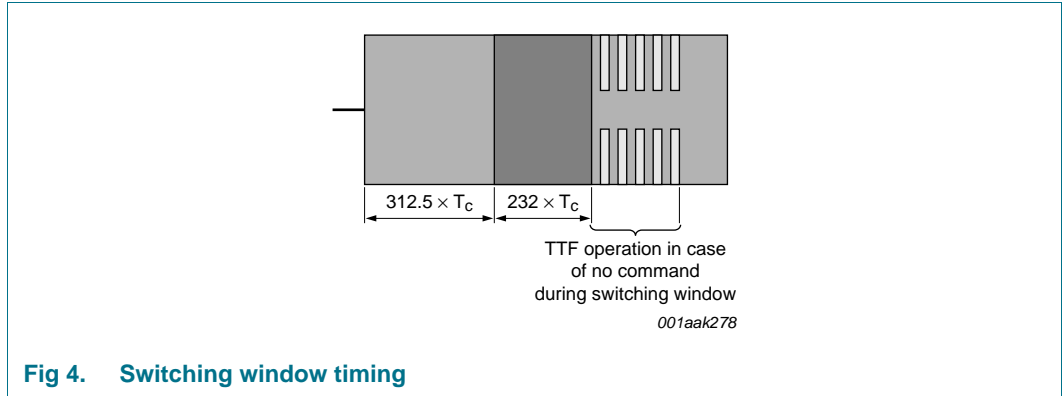 312.5 × Tc
232 × Tc
TTF operation in case
of no command
during switching window
001aak278
Fig 4. Switching window timing